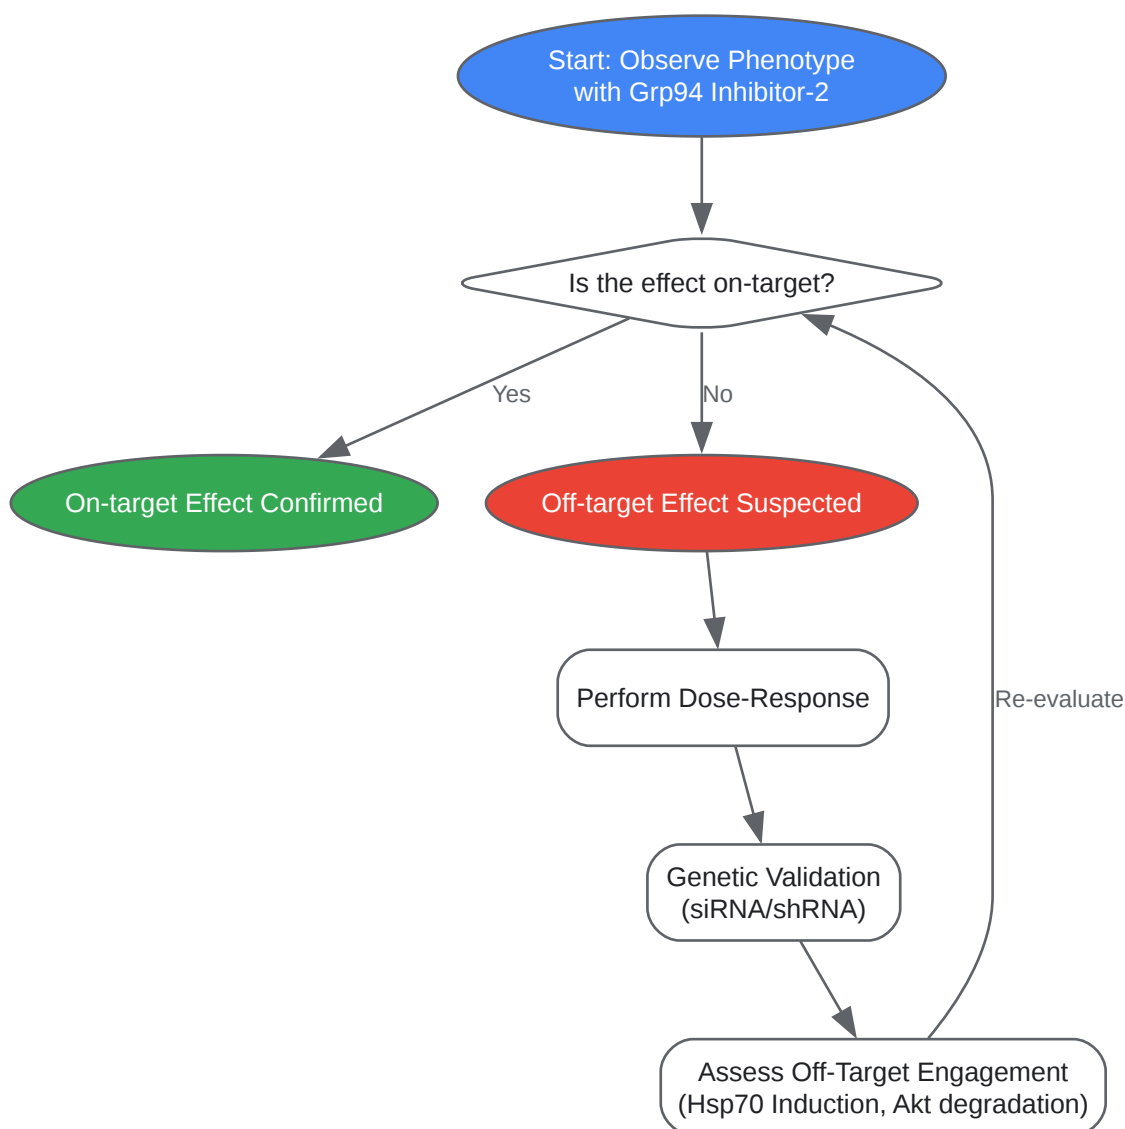 Start: Observe Phenotype
with Grp94 Inhibitor-2
Is the effect on-target?
Yes
No
On-target Effect Confirmed
Off-target Effect Suspected
Perform Dose-Response
Re-evaluate
Genetic Validation
(siRNA/shRNA)
Assess Off-Target Engagement
(Hsp70 Induction, Akt degradation)